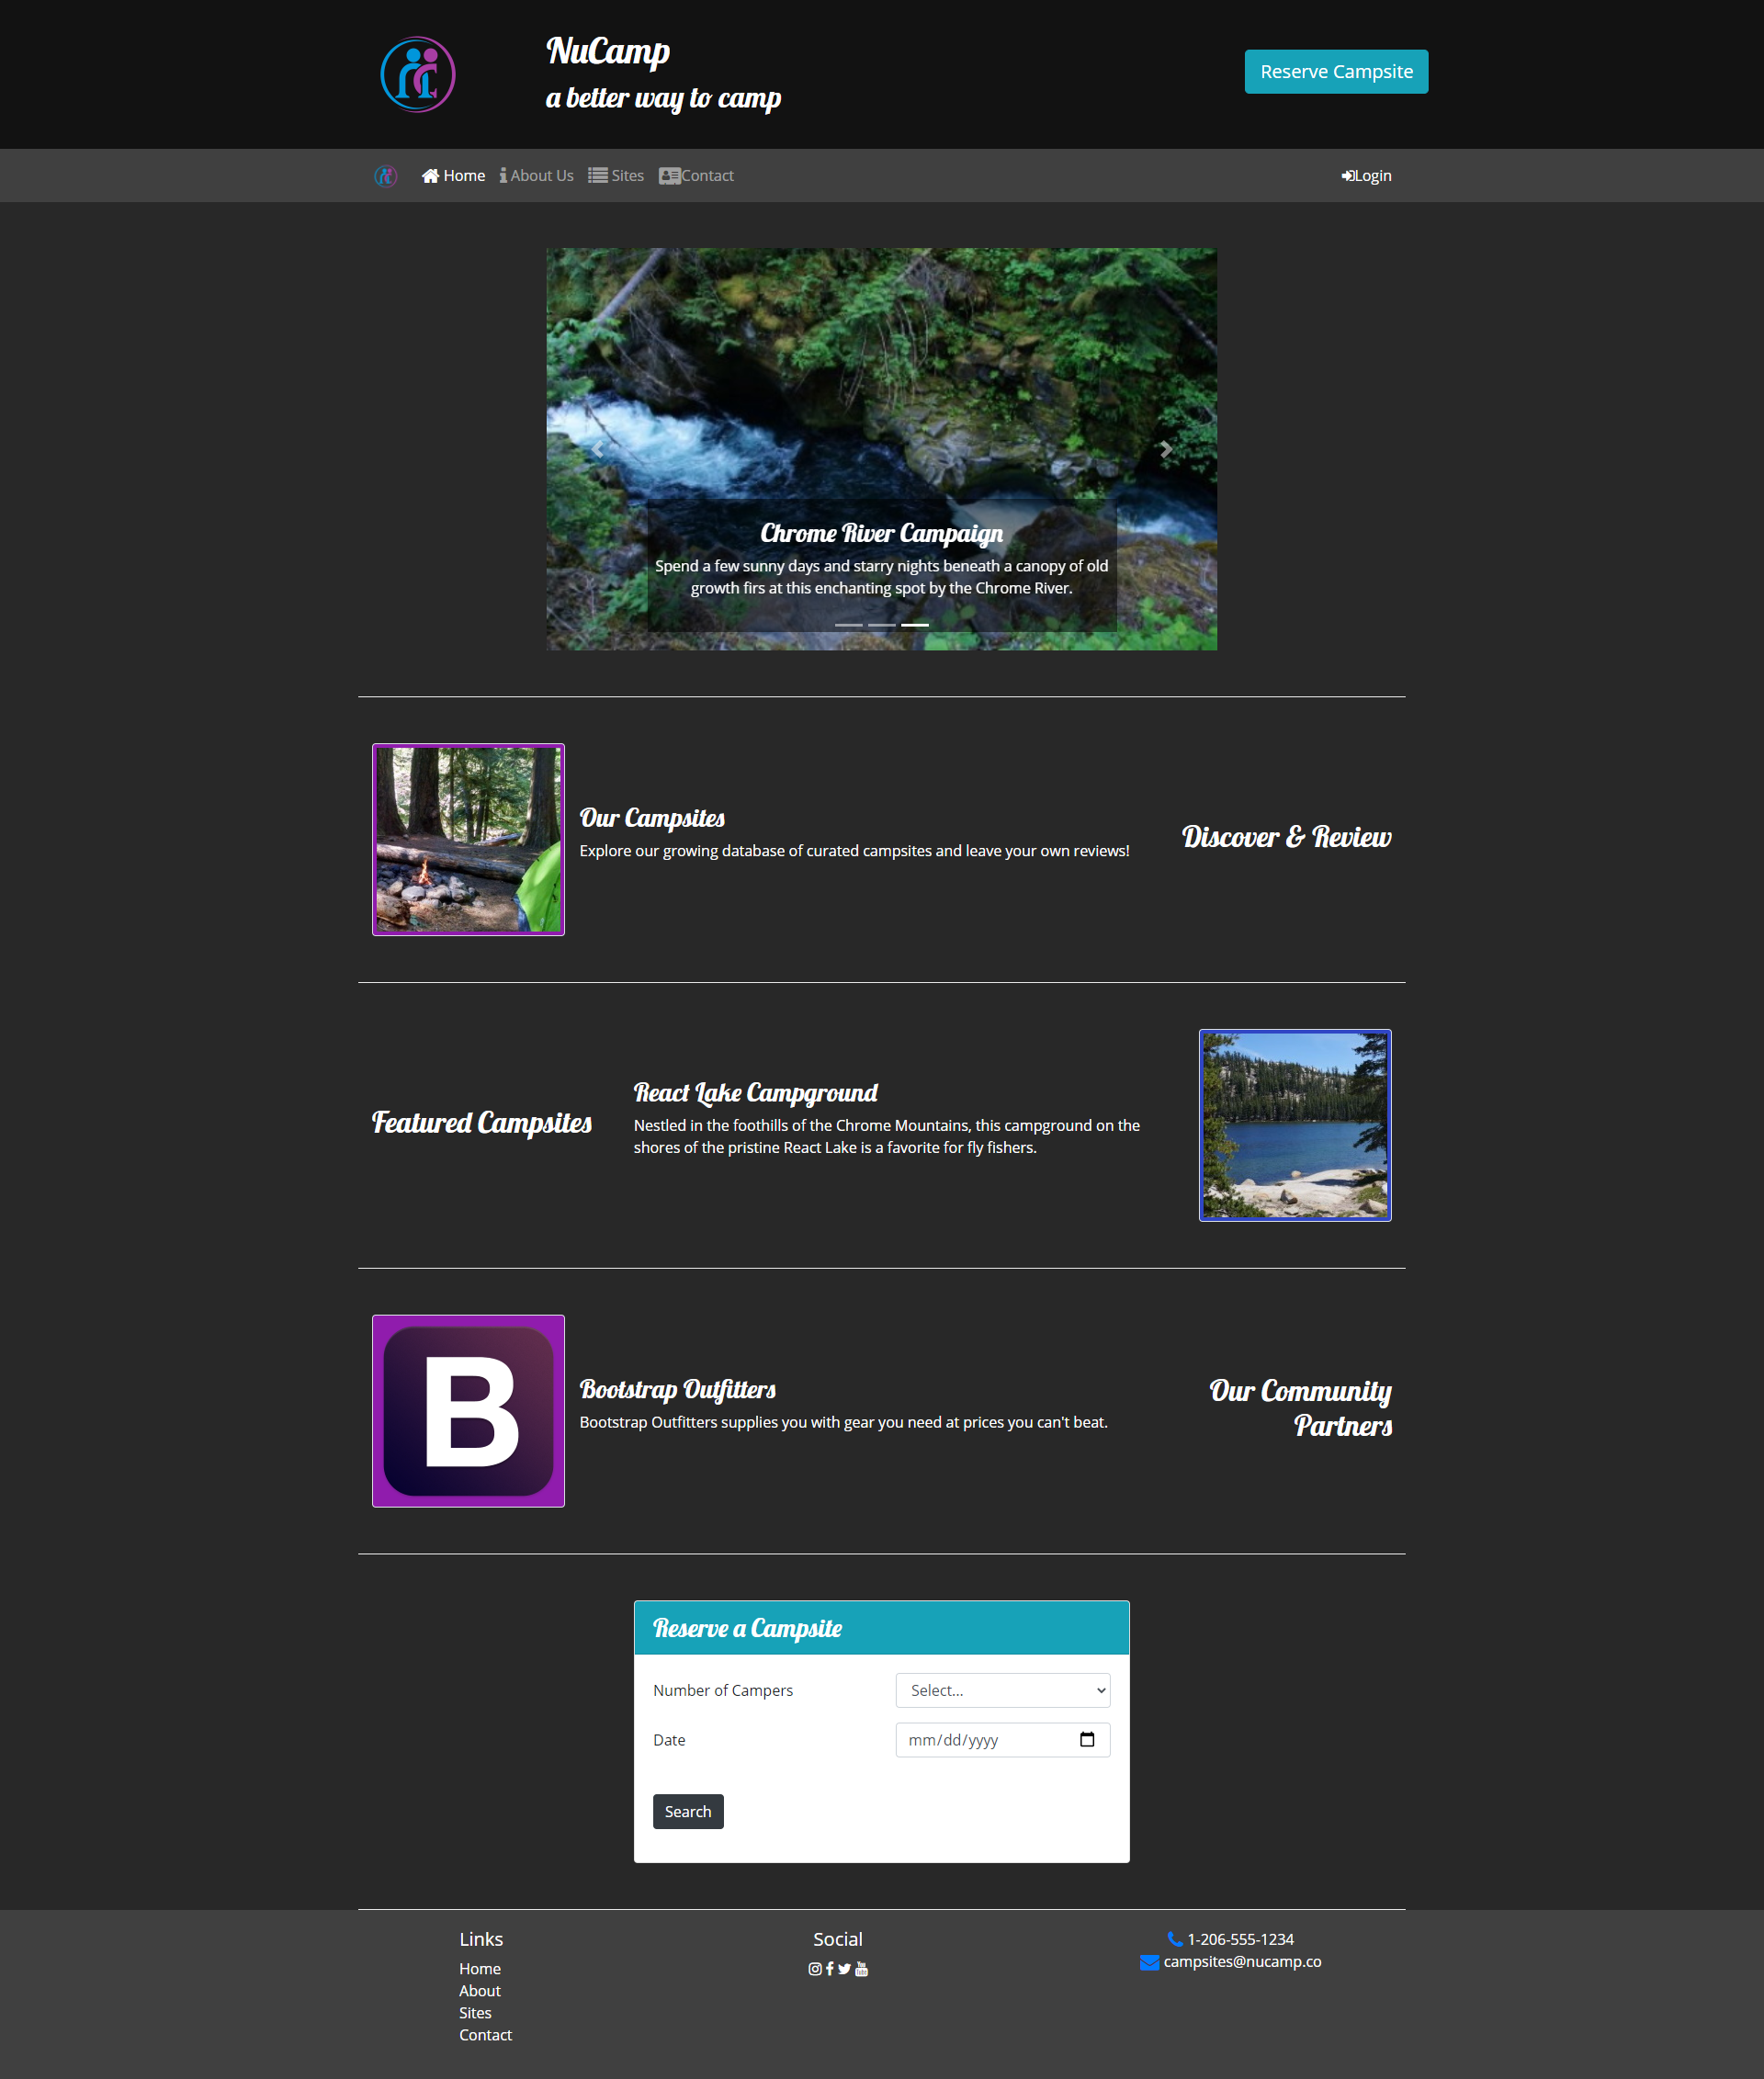 NuCamp
a better way to camp
Reserve Campsite
Home
About Us
Sites
Contact
Login
Chrome River Campaign
Spend a few sunny days and starry nights beneath a canopy of old
growth firs at this enchanting spot by the Chrome River.
Our Campsites
Explore our growing database of curated campsites and leave your own reviews!
Discover & Review
Featured Campsites
React Lake Campground
Nestled in the foothills of the Chrome Mountains, this campground on the
shores of the pristine React Lake is a favorite for fly fishers.
B
Bootstrap Outfitters
Bootstrap Outfitters supplies you with gear you need at prices you can't beat.
Our Community
Partners
Reserve a Campsite
Number of Campers
Select...
Date
mm/dd/yyyy
Search
Links
Home
About
Sites
Contact
Social
1-206-555-1234
campsites@nucamp.co